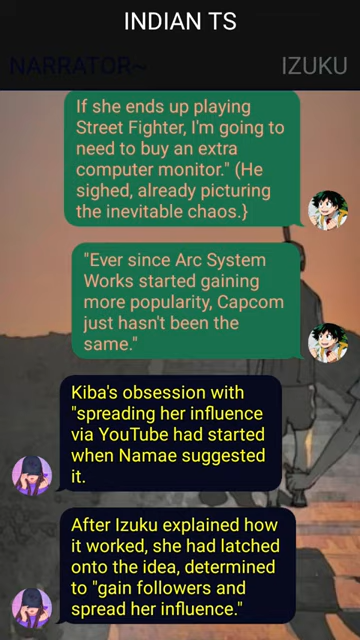 INDIAN TS
NARRATOR~
IZUKU
If she ends up playing
Street Fighter, I'm going to
need to buy an extra
computer monitor." (He
sighed, already picturing
the inevitable chaos.}
"Ever since Arc System
Works started gaining
more popularity, Capcom
just hasn't been the
same."
Kiba's obsession with
"spreading her influence
via YouTube had started
when Namae suggested
it.
After Izuku explained how
it worked, she had latched
onto the idea, determined
to "gain followers and
spread her influence."